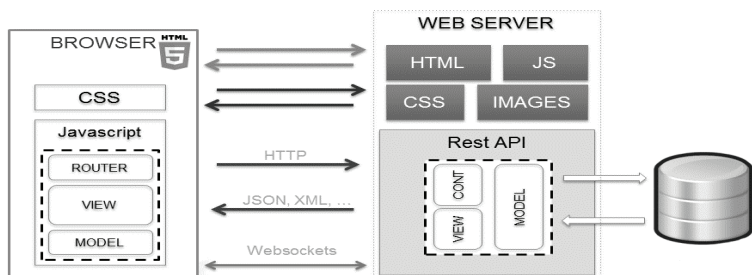 WEB SERVER
BROWSER
HTML
5
HTML
JS
CSS
IMAGES
CSS
Javascript
ROUTER
VIEW
MODEL
HTTP
JSON, XML, ...
Websockets
Rest API
CONT
VIEW
MODEL